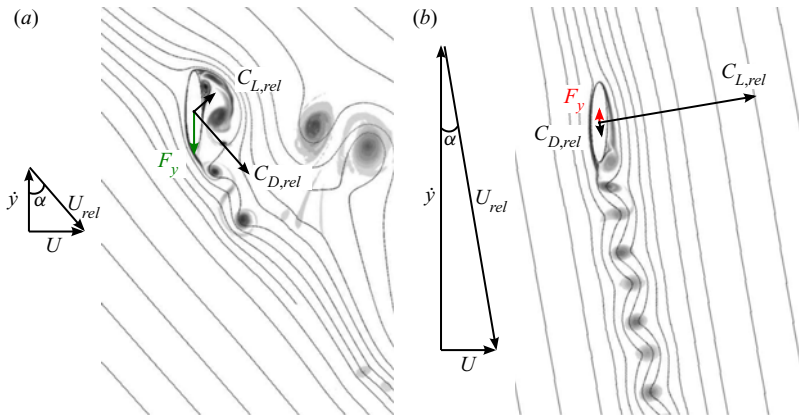 (a)
C_{L,rel}
F_y
C_{D,rel}
ẏ
α
U_{rel}
U
(b)
C_{L,rel}
F_y
C_{D,rel}
α
ẏ
U_{rel}
U